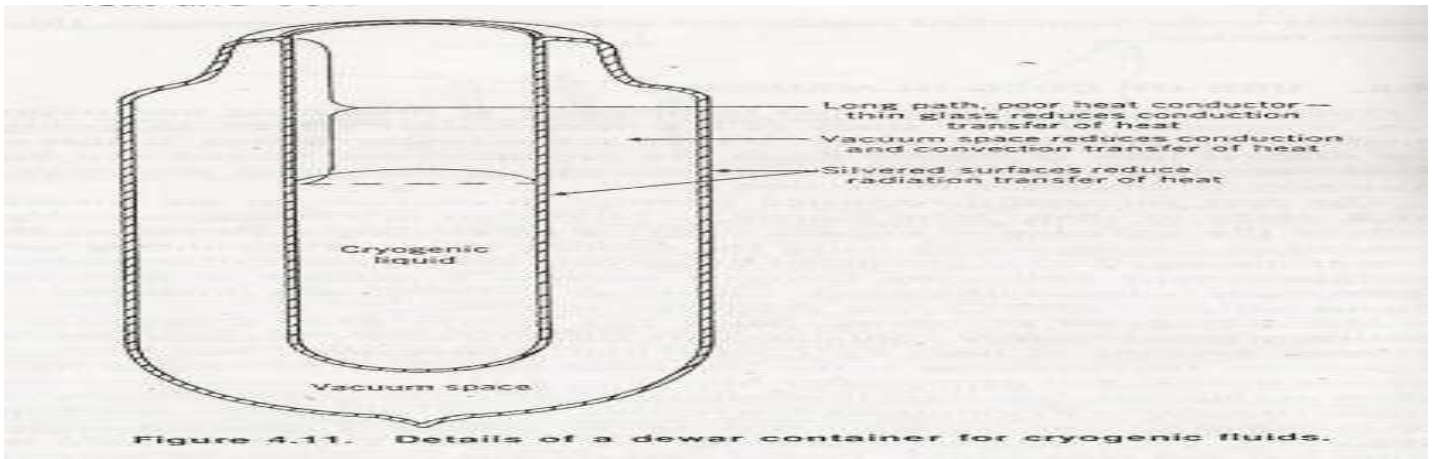 Long path, poor heat conductor —
thin glass reduces conduction
transfer of heat
Vacuum space reduces conduction
and convection transfer of heat
Silvered surfaces reduce
radiation transfer of heat
Cryogenic
liquid
Vacuum space
Figure 4.11. Details of a dewar container for cryogenic fluids.